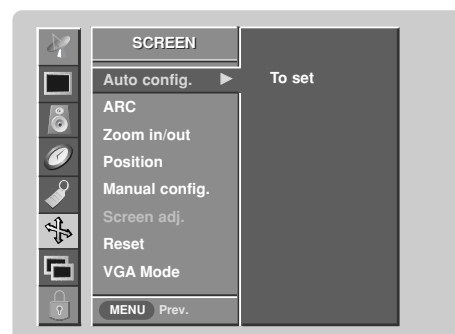 SCREEN
Auto config. ▶ To set
ARC
Zoom in/out
Position
Manual config.
Screen adj.
Reset
VGA Mode
MENU Prev.